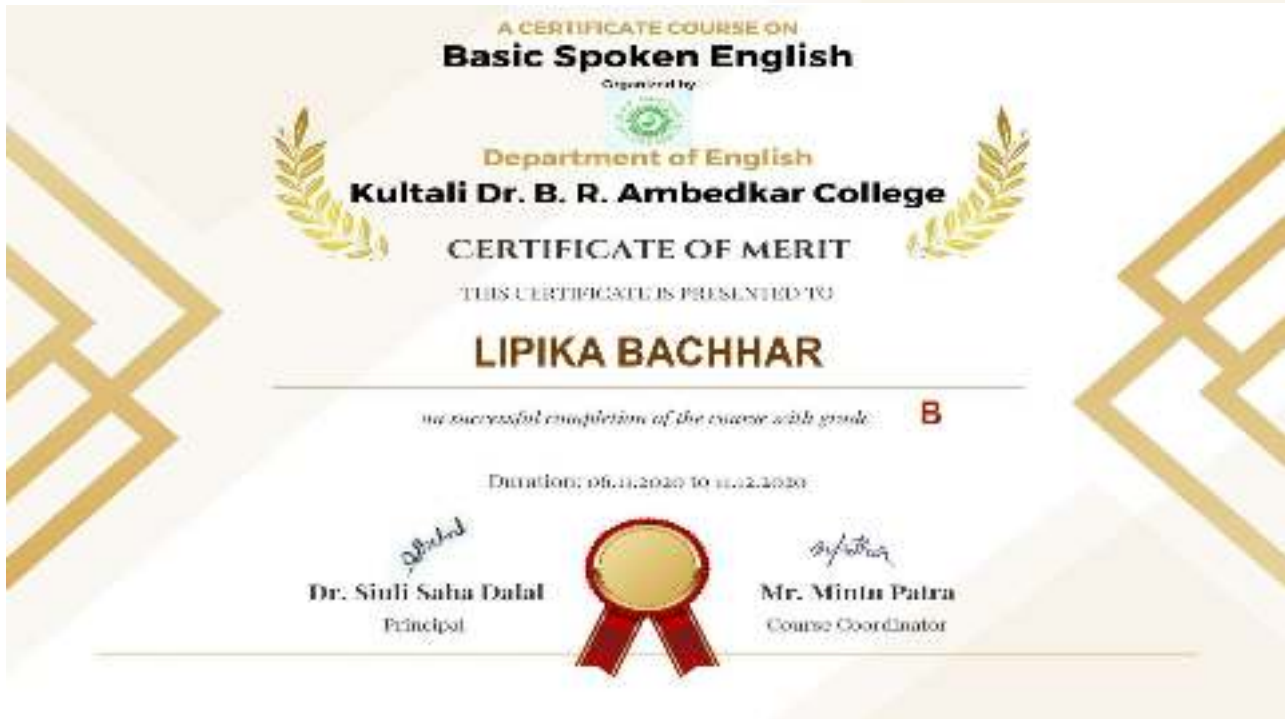 A CERTIFICATE COURSE ON
Basic Spoken English
Organized by
Department of English
Kultali Dr. B. R. Ambedkar College
CERTIFICATE OF MERIT
THIS CERTIFICATE IS PRESENTED TO
LIPIKA BACHHAR
on successful completion of the course with grade B
Duration: 06.11.2020 to 11.12.2020
Dr. Siuli Saha Dalal Mr. Mintu Patra
Principal Course Coordinator